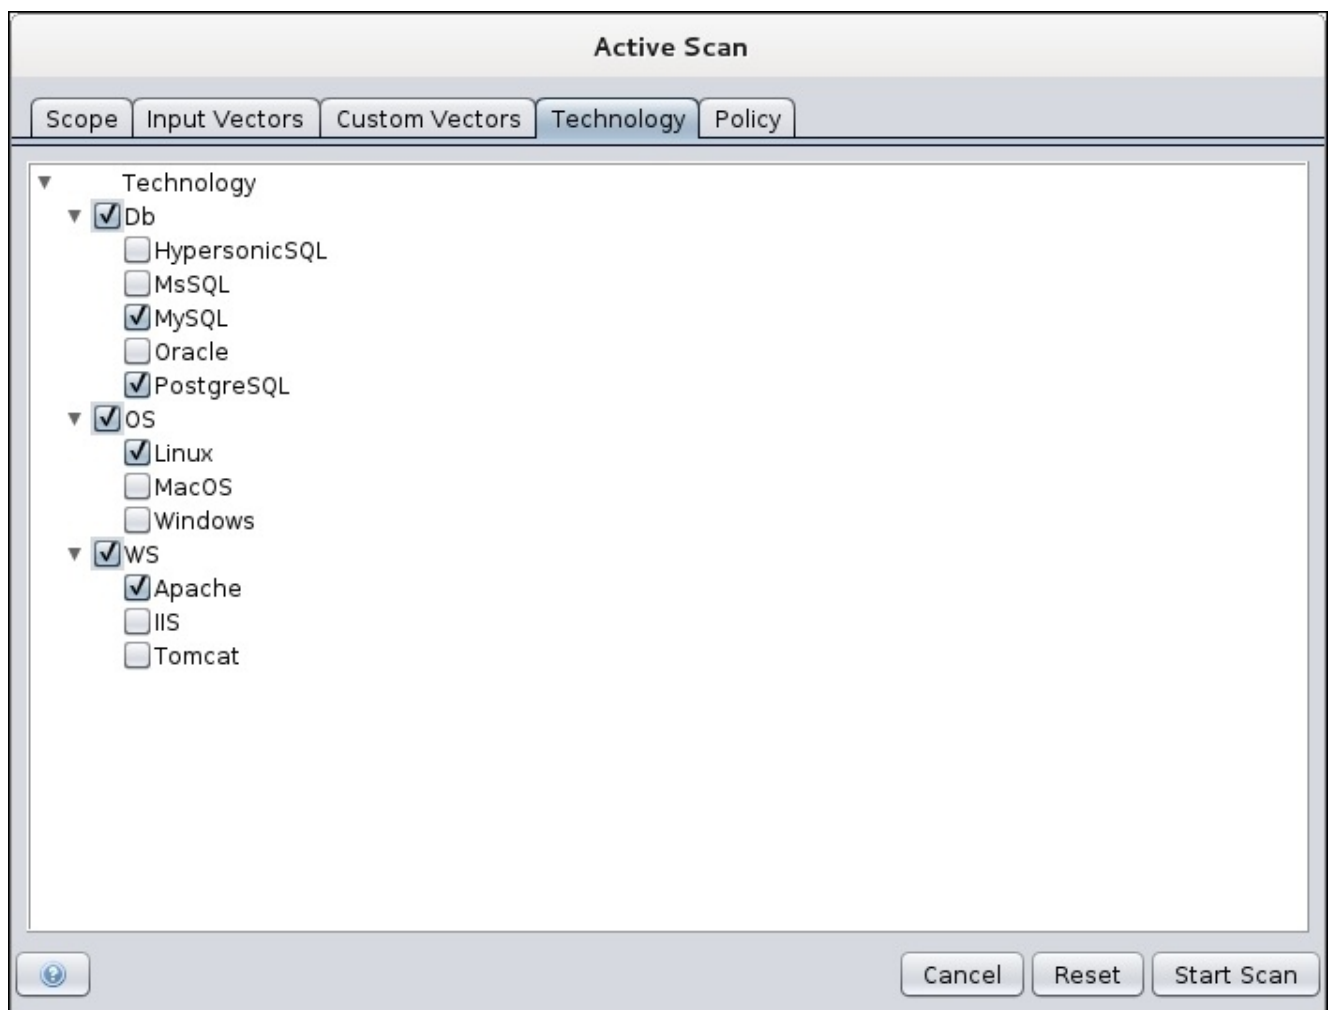 Active Scan
Scope Input Vectors Custom Vectors Technology Policy
Technology
Db
HypersonicSQL
MsSQL
MySQL
Oracle
PostgreSQL
OS
Linux
MacOS
Windows
WS
Apache
IIS
Tomcat
? Cancel Reset Start Scan